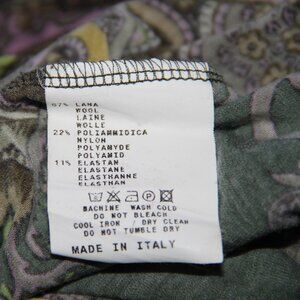 67% LANA
WOOL
LAINE
WOLLE
22% POLIAMMIDICA
NYLON
POLYAMYDE
POLYAMID
11% ELASTAN
ELASTANE
ELASTHANNE
ELASTHAN
MACHINE WASH COLD
DO NOT BLEACH
COOL IRON / DRY CLEAN
DO NOT TUMBLE DRY
MADE IN ITALY